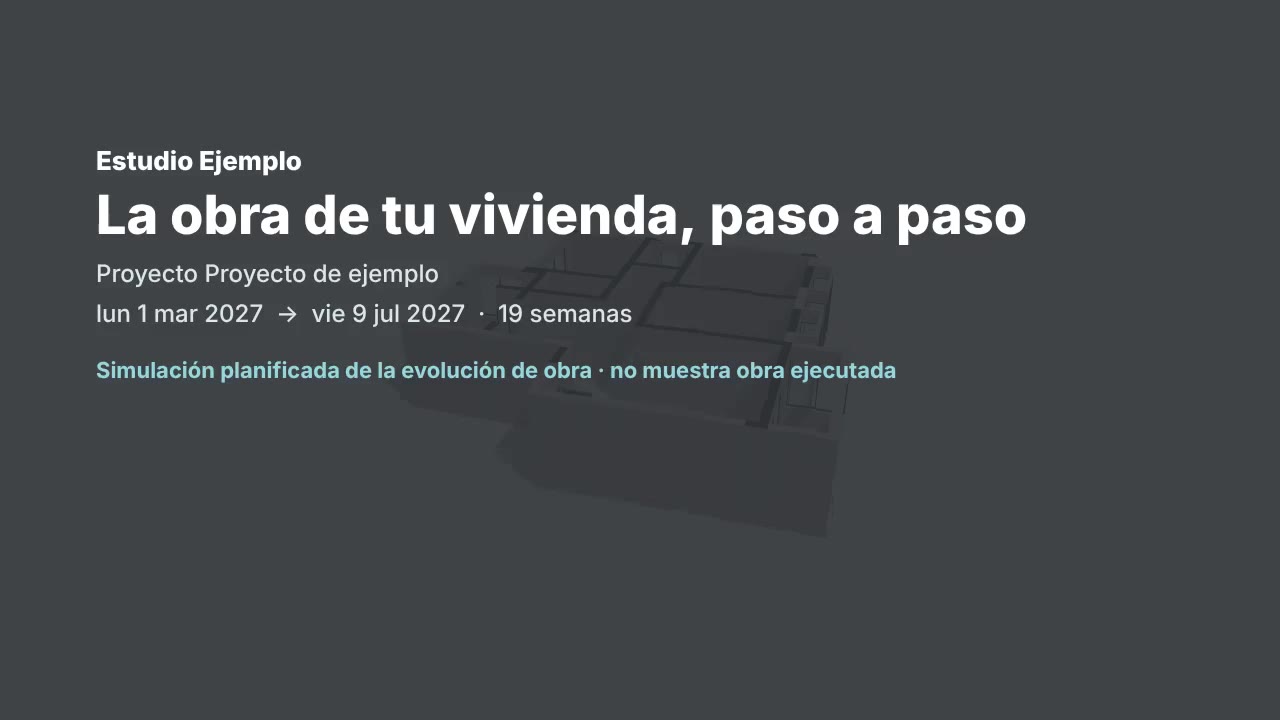 Estudio Ejemplo
La obra de tu vivienda, paso a paso
Proyecto Proyecto de ejemplo
lun 1 mar 2027 → vie 9 jul 2027 · 19 semanas
Simulación planificada de la evolución de obra · no muestra obra ejecutada